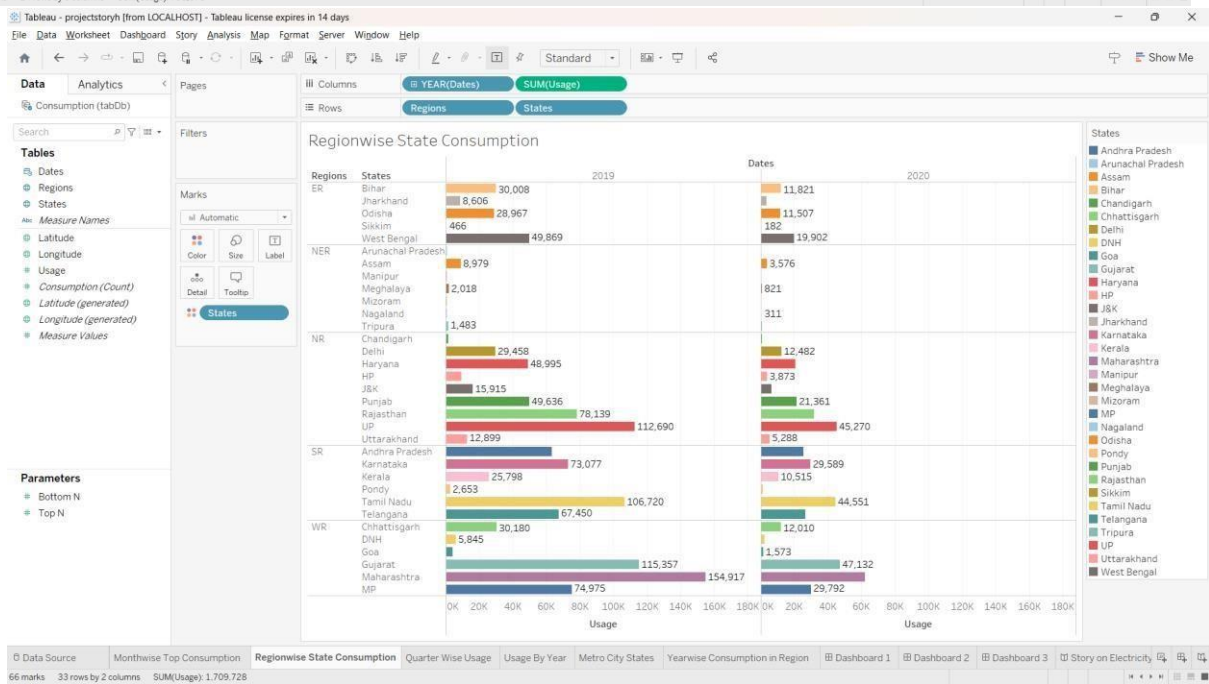 Tableau - projectstoryh [from LOCALHOST] - Tableau license expires in 14 days
File Data Worksheet Dashboard Story Analysis Map Format Server Window Help
Standard
Show Me
Data Analytics
Consumption (tabDb)
Search
Tables
Dates
Regions
States
Abc Measure Names
Latitude
Longitude
Usage
Consumption (Count)
Latitude (generated)
Longitude (generated)
Measure Values
Parameters
Bottom N
Top N
Pages
Filters
Marks
Automatic
Color Size Label
Detail Tooltip
States
Columns YEAR(Dates) SUM(Usage)
Rows Regions States
Regionwise State Consumption
Dates
Regions States 2019 2020
ER Bihar 30,008 11,821
Jharkhand 8,606
Odisha 28,967 11,507
Sikkim 466 182
West Bengal 49,869 19,902
NER Arunachal Pradesh
Assam 8,979 3,576
Manipur
Meghalaya 2,018 821
Mizoram
Nagaland 311
Tripura 1,483
NR Chandigarh
Delhi 29,458 12,482
Haryana 48,995
HP 3,873
J&K 15,915
Punjab 49,636 21,361
Rajasthan 78,139
UP 112,690 45,270
Uttarakhand 12,899 5,288
SR Andhra Pradesh
Karnataka 73,077 29,589
Kerala 25,798 10,515
Pondy 2,653
Tamil Nadu 106,720 44,551
Telangana 67,450
WR Chhattisgarh 30,180 12,010
DNH 5,845
Goa 1,573
Gujarat 115,357 47,132
Maharashtra 154,917
MP 74,975 29,792
0K 20K 40K 60K 80K 100K 120K 140K 160K 180K 0K 20K 40K 60K 80K 100K 120K 140K 160K 180K
Usage Usage
States
Andhra Pradesh
Arunachal Pradesh
Assam
Bihar
Chandigarh
Chhattisgarh
Delhi
DNH
Goa
Gujarat
Haryana
HP
J&K
Jharkhand
Karnataka
Kerala
Maharashtra
Manipur
Meghalaya
Mizoram
MP
Nagaland
Odisha
Pondy
Punjab
Rajasthan
Sikkim
Tamil Nadu
Telangana
Tripura
UP
Uttarakhand
West Bengal
Data Source Monthwise Top Consumption Regionwise State Consumption Quarter Wise Usage Usage By Year Metro City States Yearwise Consumption in Region Dashboard 1 Dashboard 2 Dashboard 3 Story on Electricity
66 marks 33 rows by 2 columns SUM(Usage): 1,709,728